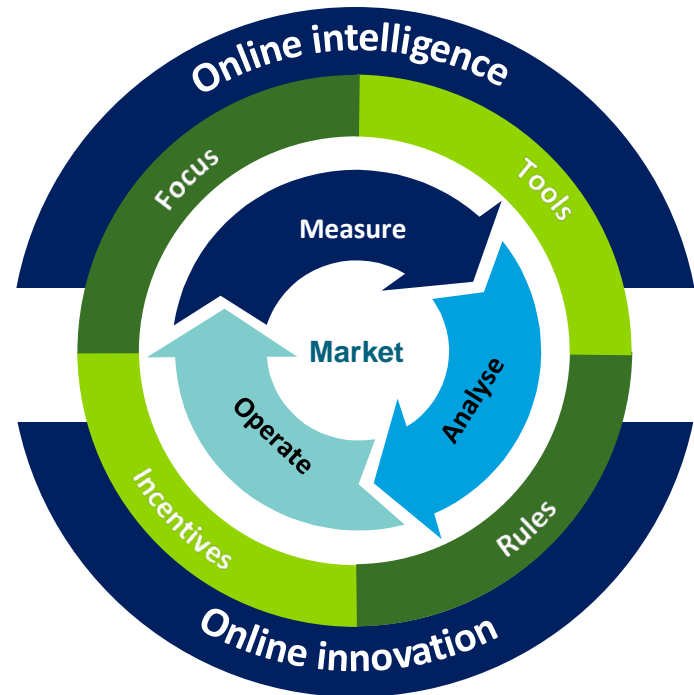 Online intelligence
Focus
Tools
Measure
Market
Analyse
Operate
Incentives
Rules
Online innovation